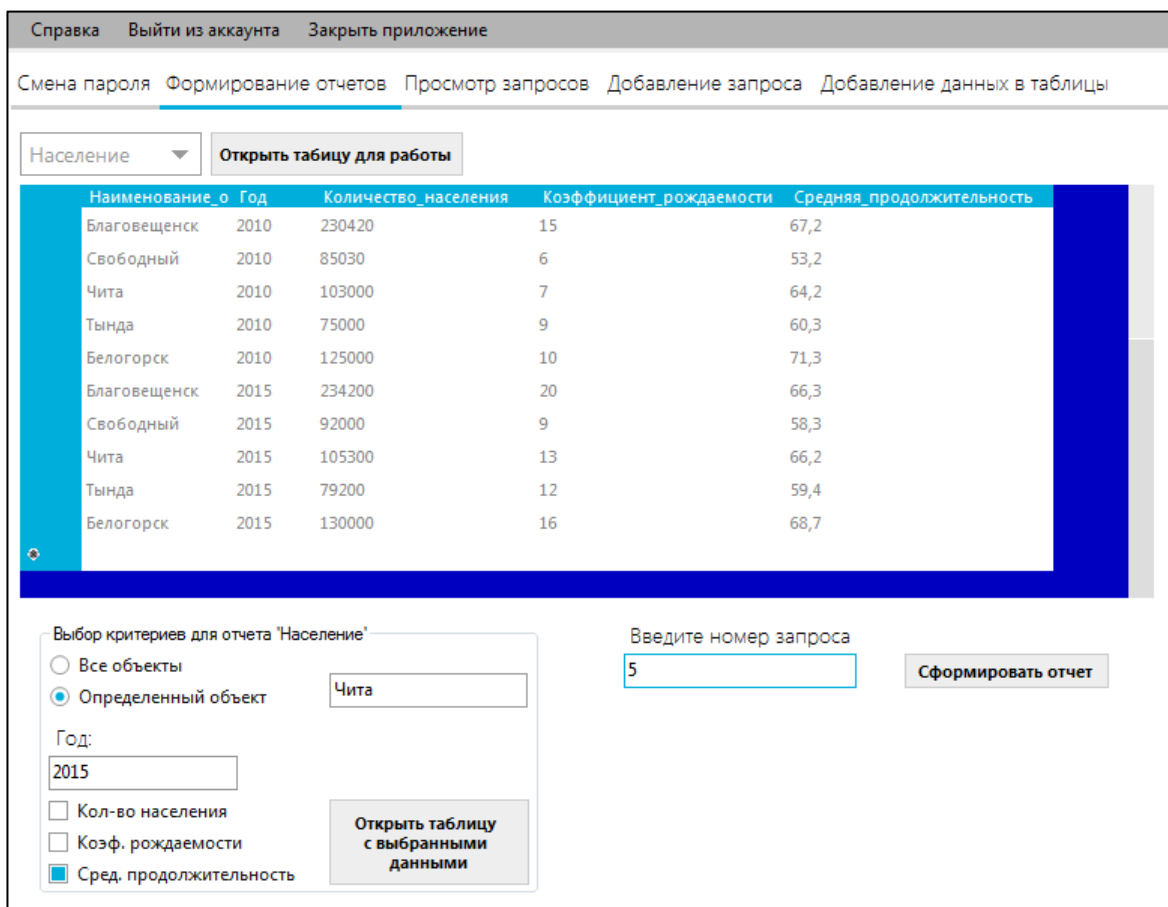 Справка Выйти из аккаунта Закрыть приложение
Смена пароля Формирование отчетов Просмотр запросов Добавление запроса Добавление данных в таблицы
Население Открыть табицу для работы
Наименование_о Год Количество_населения Коэффициент_рождаемости Средняя_продолжительность
Благовещенск 2010 230420 15 67,2
Свободный 2010 85030 6 53,2
Чита 2010 103000 7 64,2
Тында 2010 75000 9 60,3
Белогорск 2010 125000 10 71,3
Благовещенск 2015 234200 20 66,3
Свободный 2015 92000 9 58,3
Чита 2015 105300 13 66,2
Тында 2015 79200 12 59,4
Белогорск 2015 130000 16 68,7
Выбор критериев для отчета "Население"
Все объекты
Определенный объект Чита
Год:
2015
Кол-во населения
Коэф. рождаемости
Сред. продолжительность
Открыть таблицу
с выбранными
данными
Введите номер запроса
5
Сформировать отчет